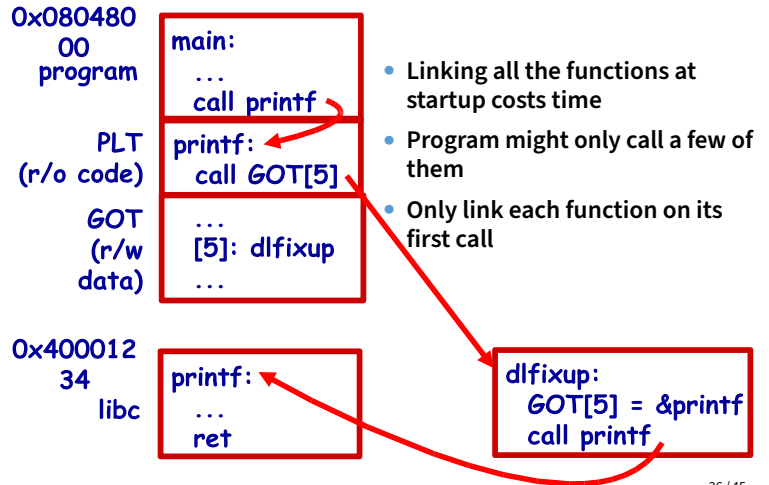 0x080480
00
program
main:
...
call printf
PLT
(r/o code)
printf:
call GOT[5]
GOT
(r/w
data)
...
[5]: dlfixup
...
• Linking all the functions at
startup costs time
• Program might only call a few of
them
• Only link each function on its
first call
0x400012
34
libc
printf:
...
ret
dlfixup:
GOT[5] = &printf
call printf